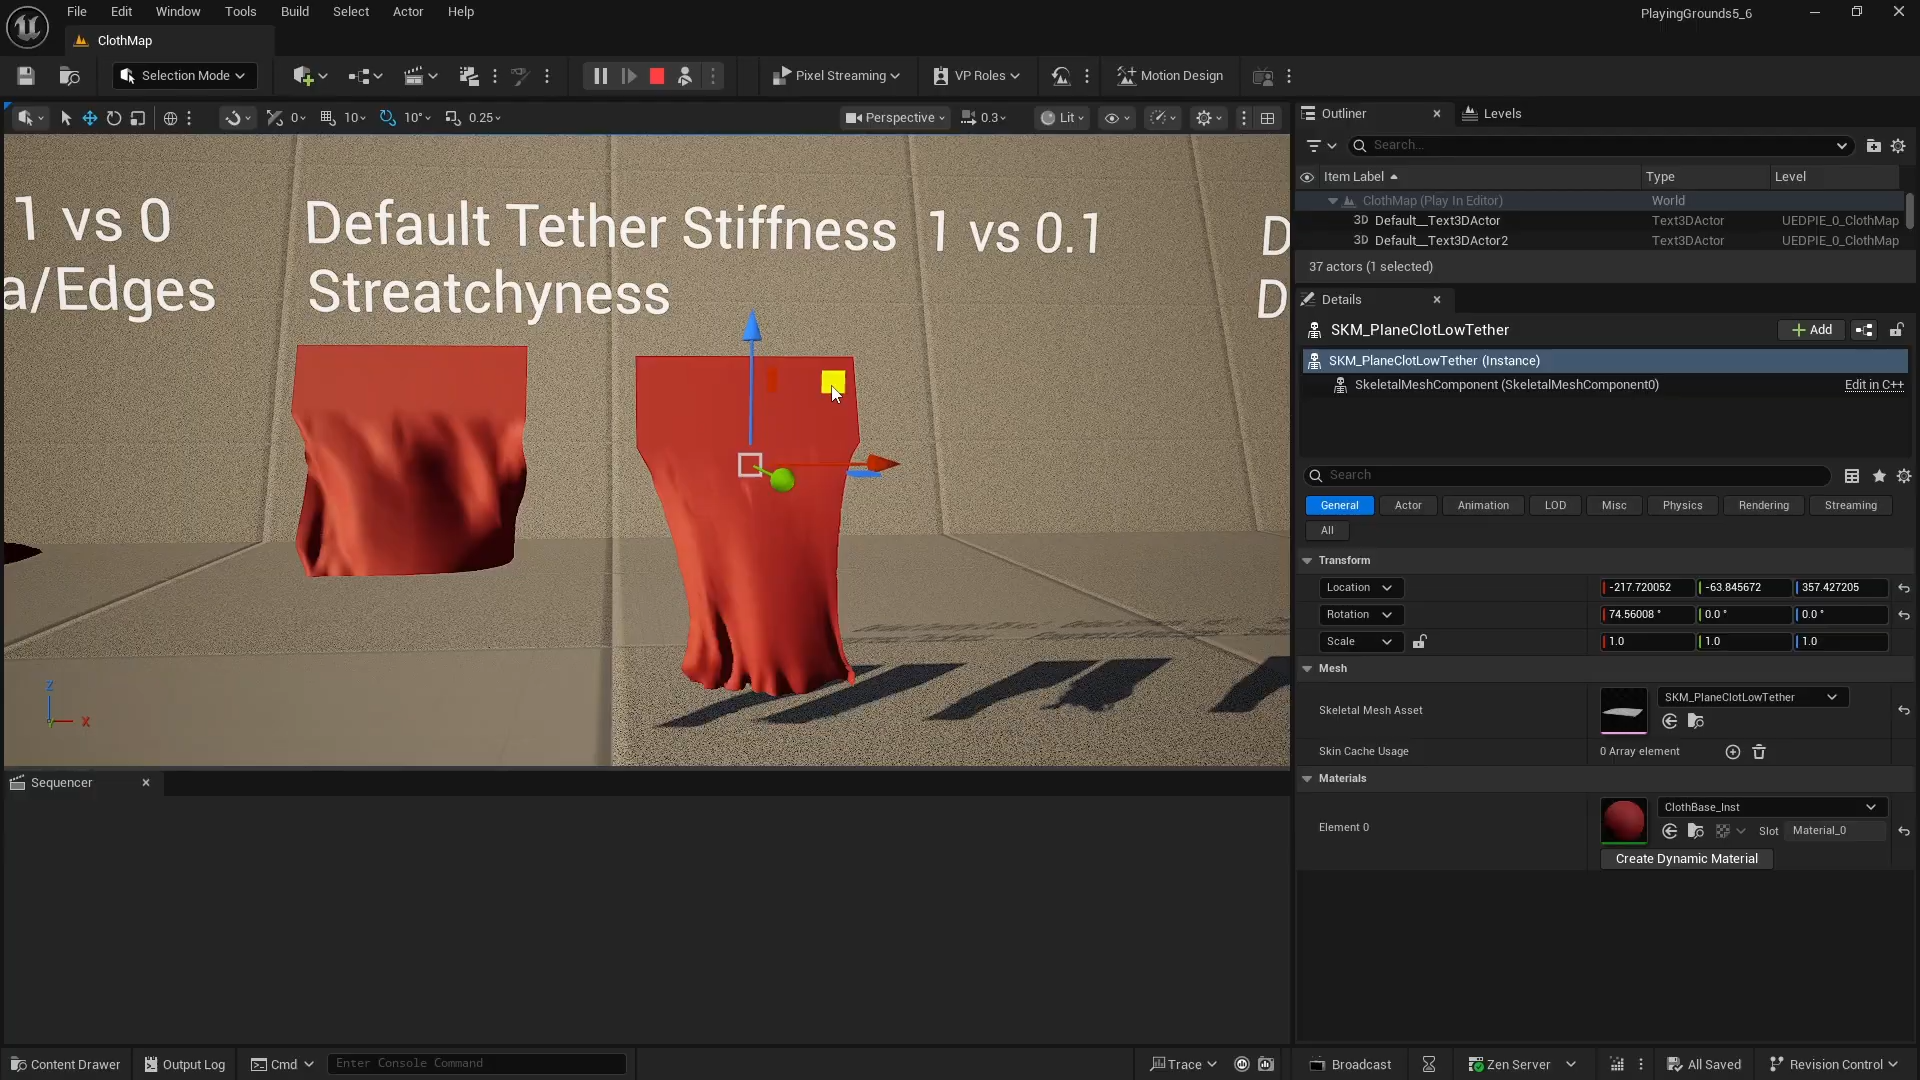 File Edit Window Tools Build Select Actor Help
PlayingGrounds5_6
ClothMap
Selection Mode
Pixel Streaming
VP Roles
Motion Design
0
10
10°
0.25
Perspective
0.3
Lit
1 vs 0
a/Edges
Default Tether Stiffness 1 vs 0.1
Streatchyness
D
D
Z
X
Outliner
Levels
Search...
Item Label Type Level
ClothMap (Play In Editor) World
3D Default__Text3DActor Text3DActor UEDPIE_0_ClothMap
3D Default__Text3DActor2 Text3DActor UEDPIE_0_ClothMap
37 actors (1 selected)
Details
SKM_PlaneClotLowTether
Add
SKM_PlaneClotLowTether (Instance)
SkeletalMeshComponent (SkeletalMeshComponent0) Edit in C++
Search
General Actor Animation LOD Misc Physics Rendering Streaming
All
Transform
Location -217.720052 -63.845672 357.427205
Rotation 74.56008 ° 0.0 ° 0.0 °
Scale 1.0 1.0 1.0
Mesh
Skeletal Mesh Asset SKM_PlaneClotLowTether
Skin Cache Usage 0 Array element
Materials
Element 0 ClothBase_Inst
Slot Material_0
Create Dynamic Material
Sequencer
Content Drawer Output Log Cmd Enter Console Command
Trace Broadcast Zen Server All Saved Revision Control